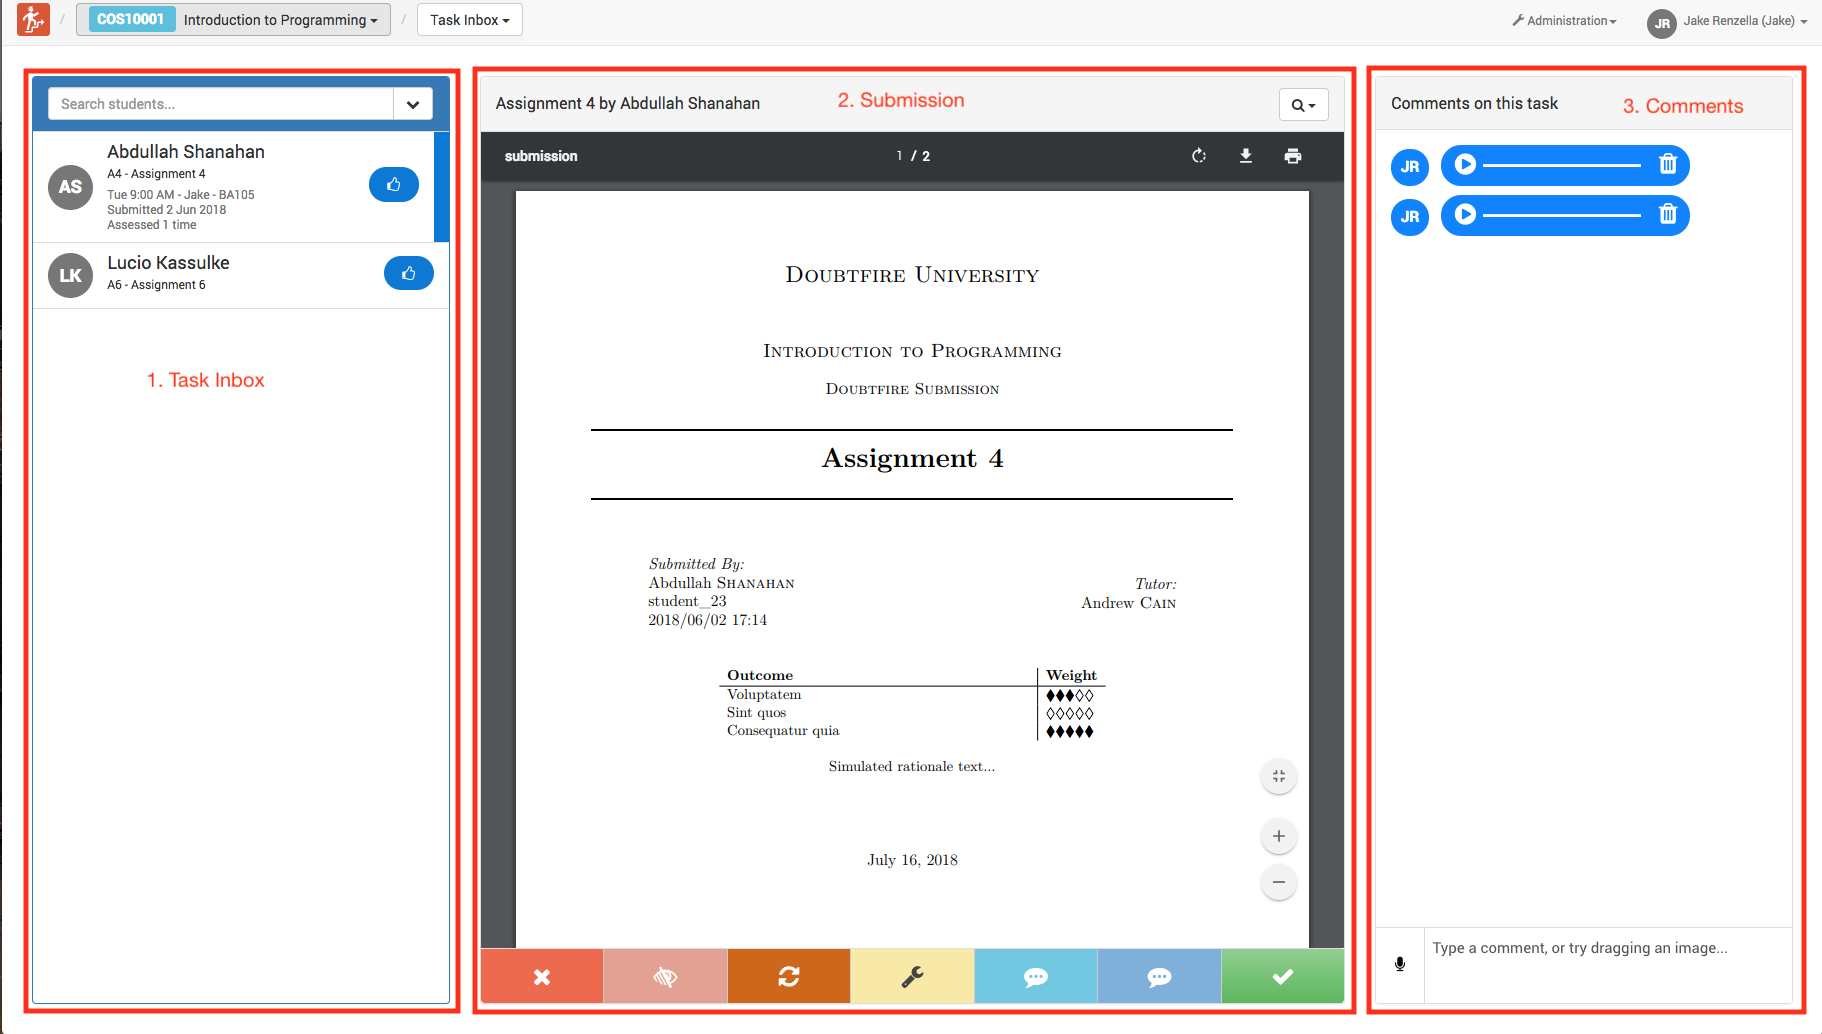 / COS10001 Introduction to Programming / Task Inbox
Administration JR Jake Renzella (Jake)
Search students...
AS
Abdullah Shanahan
A4 - Assignment 4
Tue 9:00 AM - Jake - BA105
Submitted 2 Jun 2018
Assessed 1 time
LK
Lucio Kassulke
A6 - Assignment 6
1. Task Inbox
Assignment 4 by Abdullah Shanahan
2. Submission
submission
1 / 2
Doubtfire University
Introduction to Programming
Doubtfire Submission
Assignment 4
Submitted By:
Abdullah Shanahan
student_23
2018/06/02 17:14
Tutor:
Andrew Cain
Outcome Weight
Voluptatem ♦♦♦◊◊
Sint quos ◊◊◊◊◊
Consequatur quia ♦♦♦♦♦
Simulated rationale text...
July 16, 2018
Comments on this task
3. Comments
JR
JR
Type a comment, or try dragging an image...